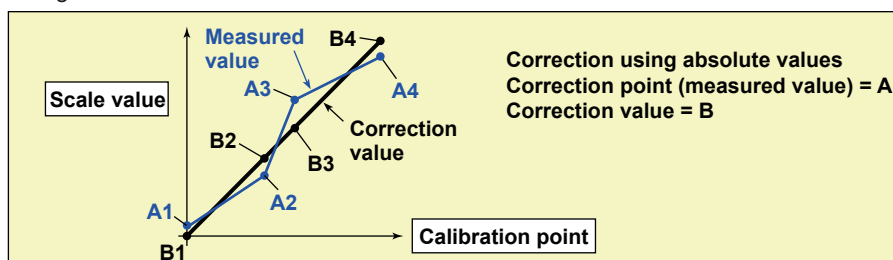 Measured
value
B4
A3
A4
Scale value
B2
Correction
value
B3
A1
A2
B1
Calibration point
Correction using absolute values
Correction point (measured value) = A
Correction value = B